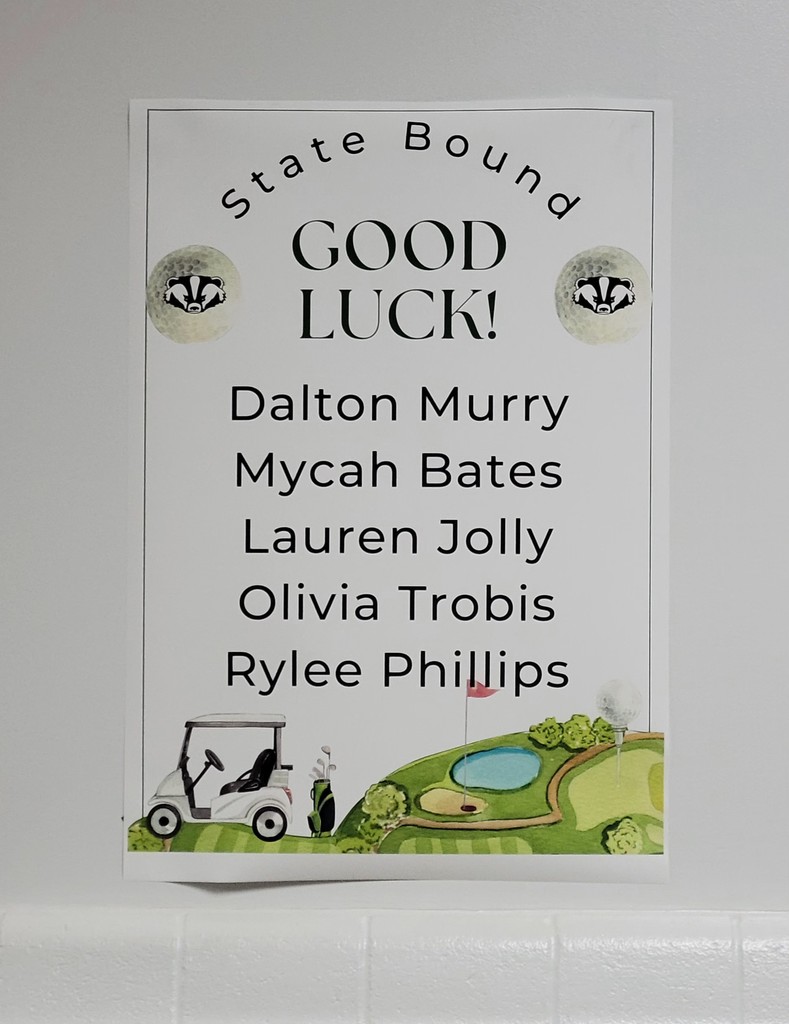 State Bound
GOOD
LUCK!
Dalton Murry
Mycah Bates
Lauren Jolly
Olivia Trobis
Rylee Phillips